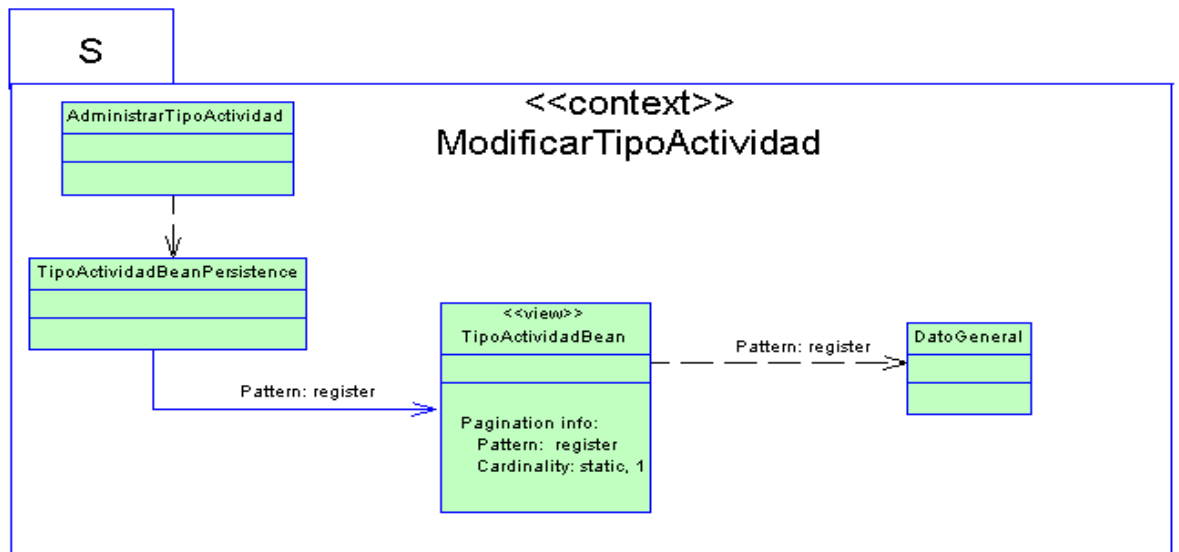 S
<<context>>
ModificarTipoActividad
AdministrarTipoActividad
TipoActividadBeanPersistence
Pattern: register
<<view>>
TipoActividadBean
Pagination info:
Pattern: register
Cardinality: static, 1
Pattern: register
DatoGeneral